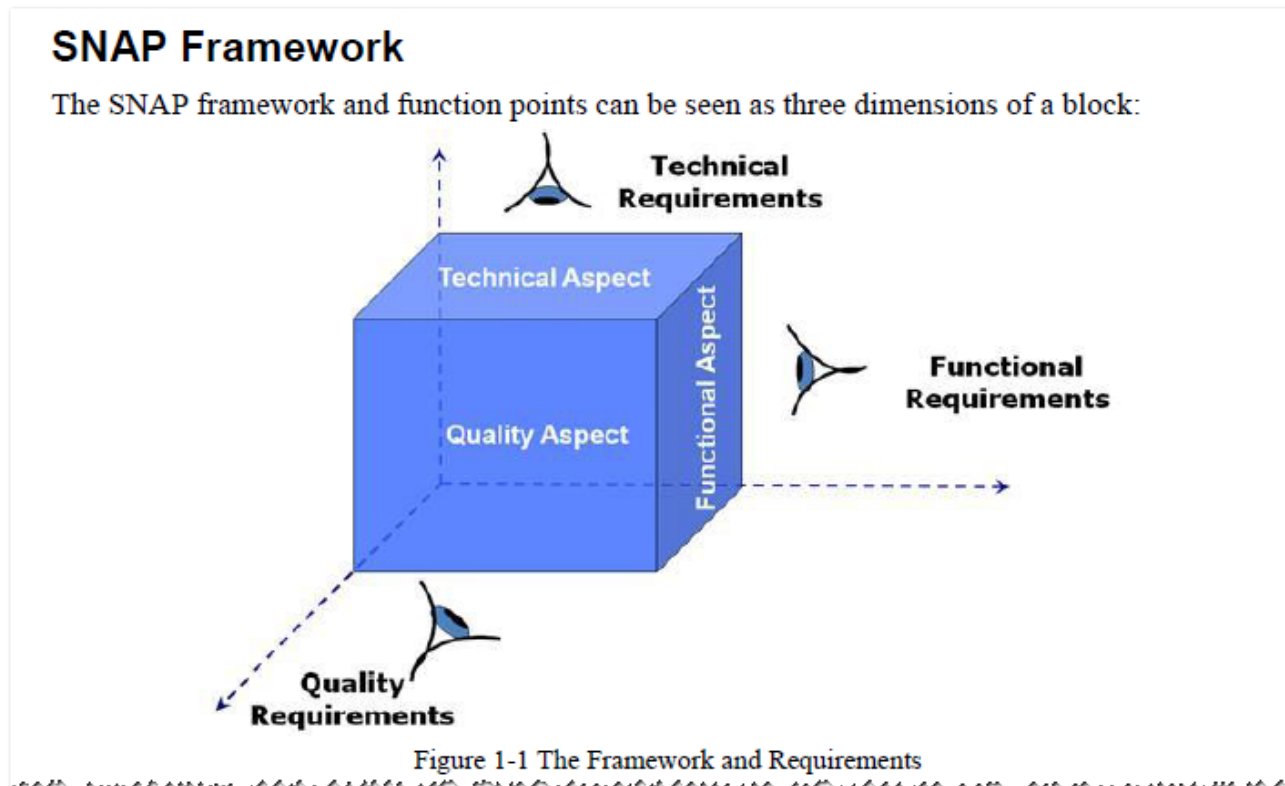 SNAP Framework
The SNAP framework and function points can be seen as three dimensions of a block:
Technical
Requirements
Technical Aspect
Functional Aspect
Functional
Requirements
Quality Aspect
Quality
Requirements
Figure 1-1 The Framework and Requirements